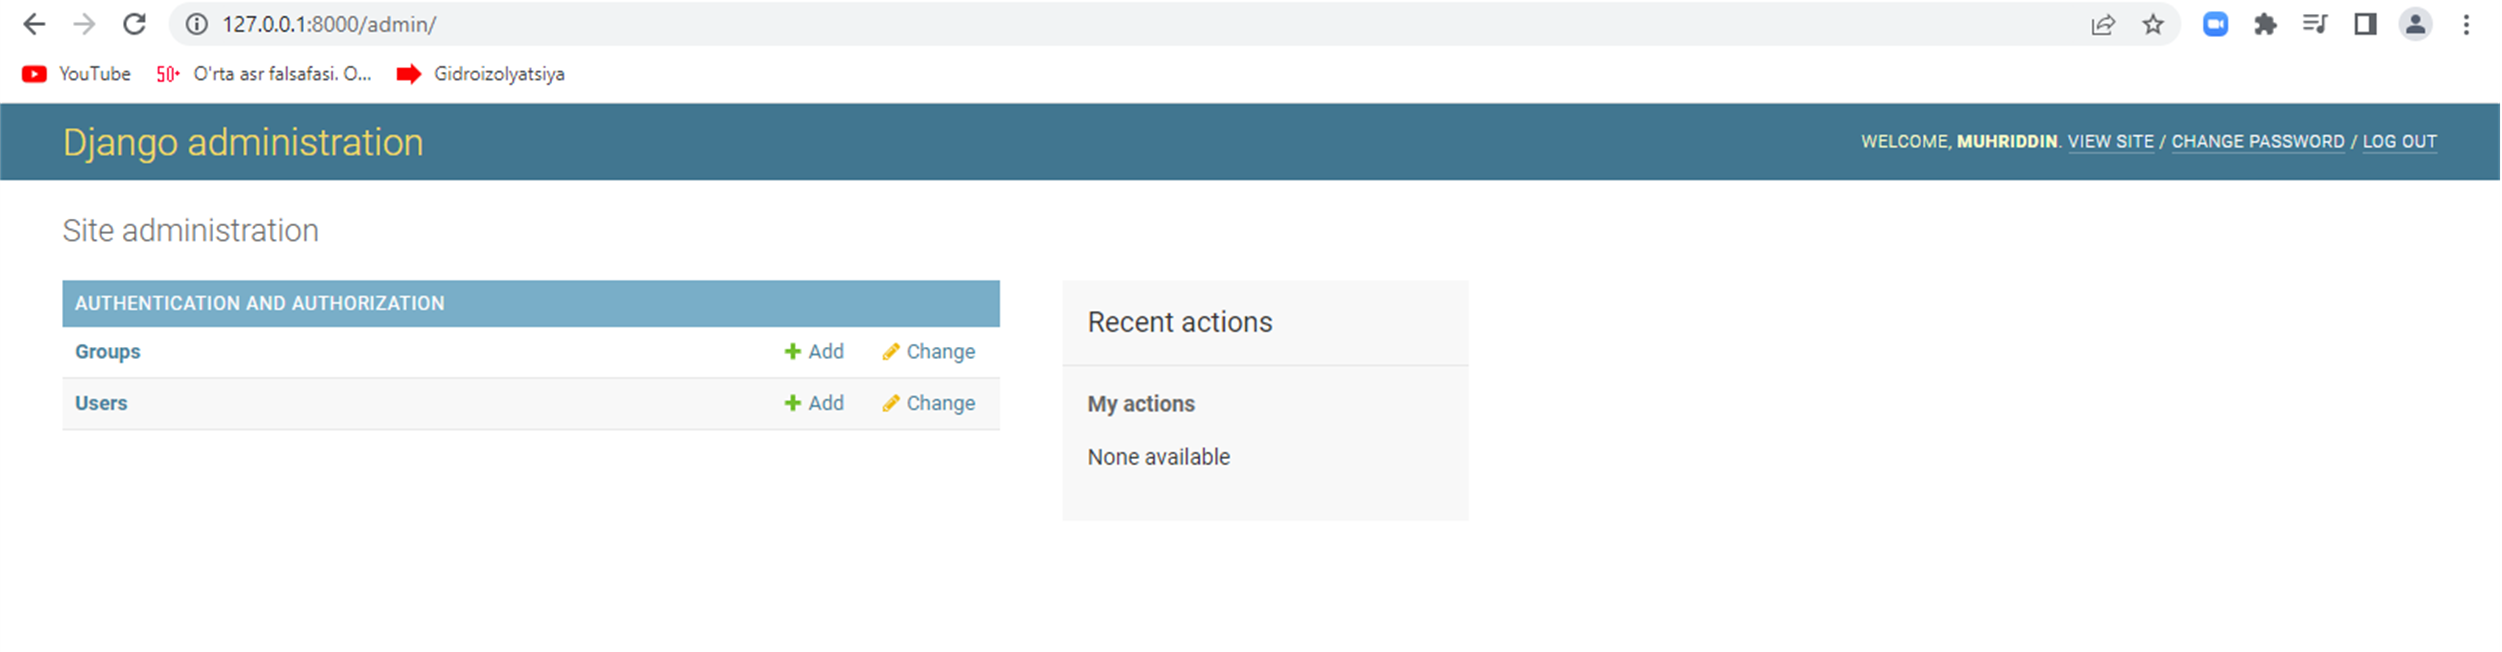 127.0.0.1:8000/admin/
YouTube 50+ O'rta asr falsafasi. O... Gidroizolyatsiya
Django administration
WELCOME, MUHRIDDIN. VIEW SITE / CHANGE PASSWORD / LOG OUT
Site administration
AUTHENTICATION AND AUTHORIZATION
Groups Add Change
Users Add Change
Recent actions
My actions
None available